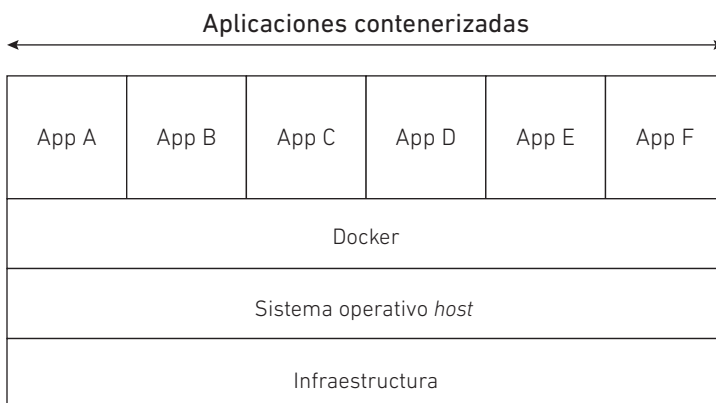 Aplicaciones contenerizadas
App A App B App C App D App E App F
Docker
Sistema operativo host
Infraestructura